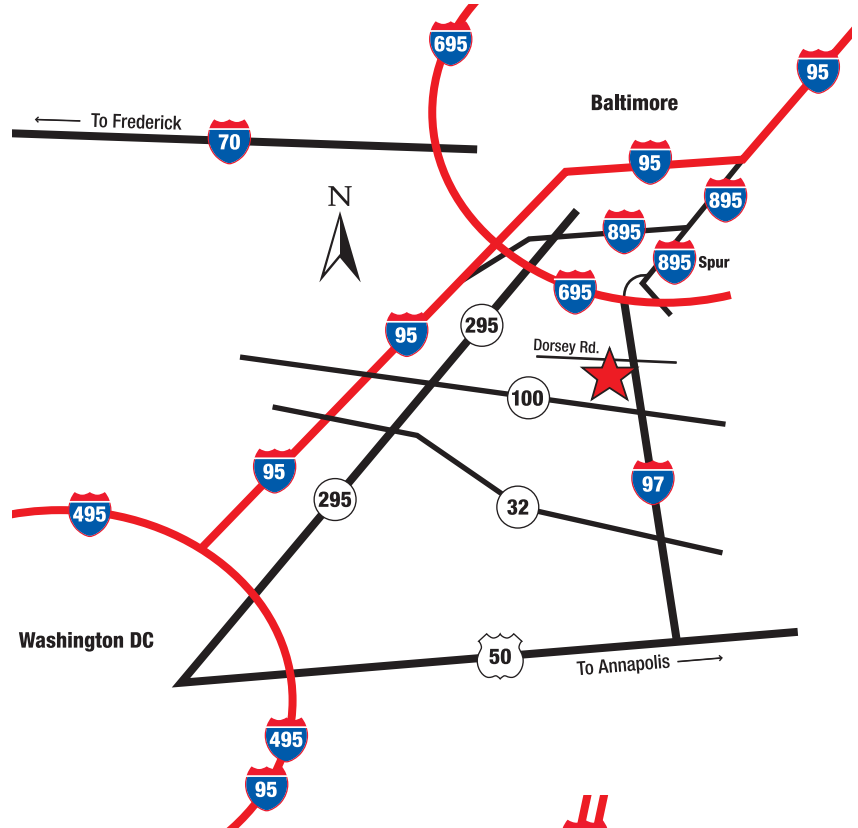 695
95
Baltimore
To Frederick
70
95
N
895
895
895 Spur
695
295
95
Dorsey Rd.
100
95
97
295
32
495
Washington DC
50
To Annapolis
495
95